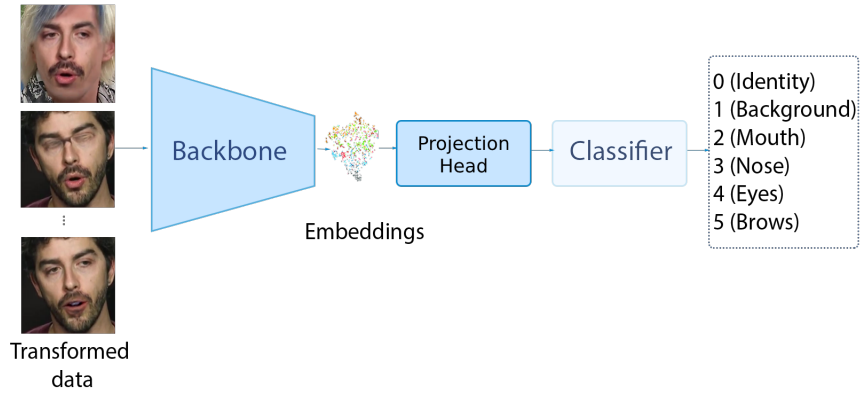 Backbone
Embeddings
Projection
Head
Classifier
0 (Identity)
1 (Background)
2 (Mouth)
3 (Nose)
4 (Eyes)
5 (Brows)
...
Transformed
data